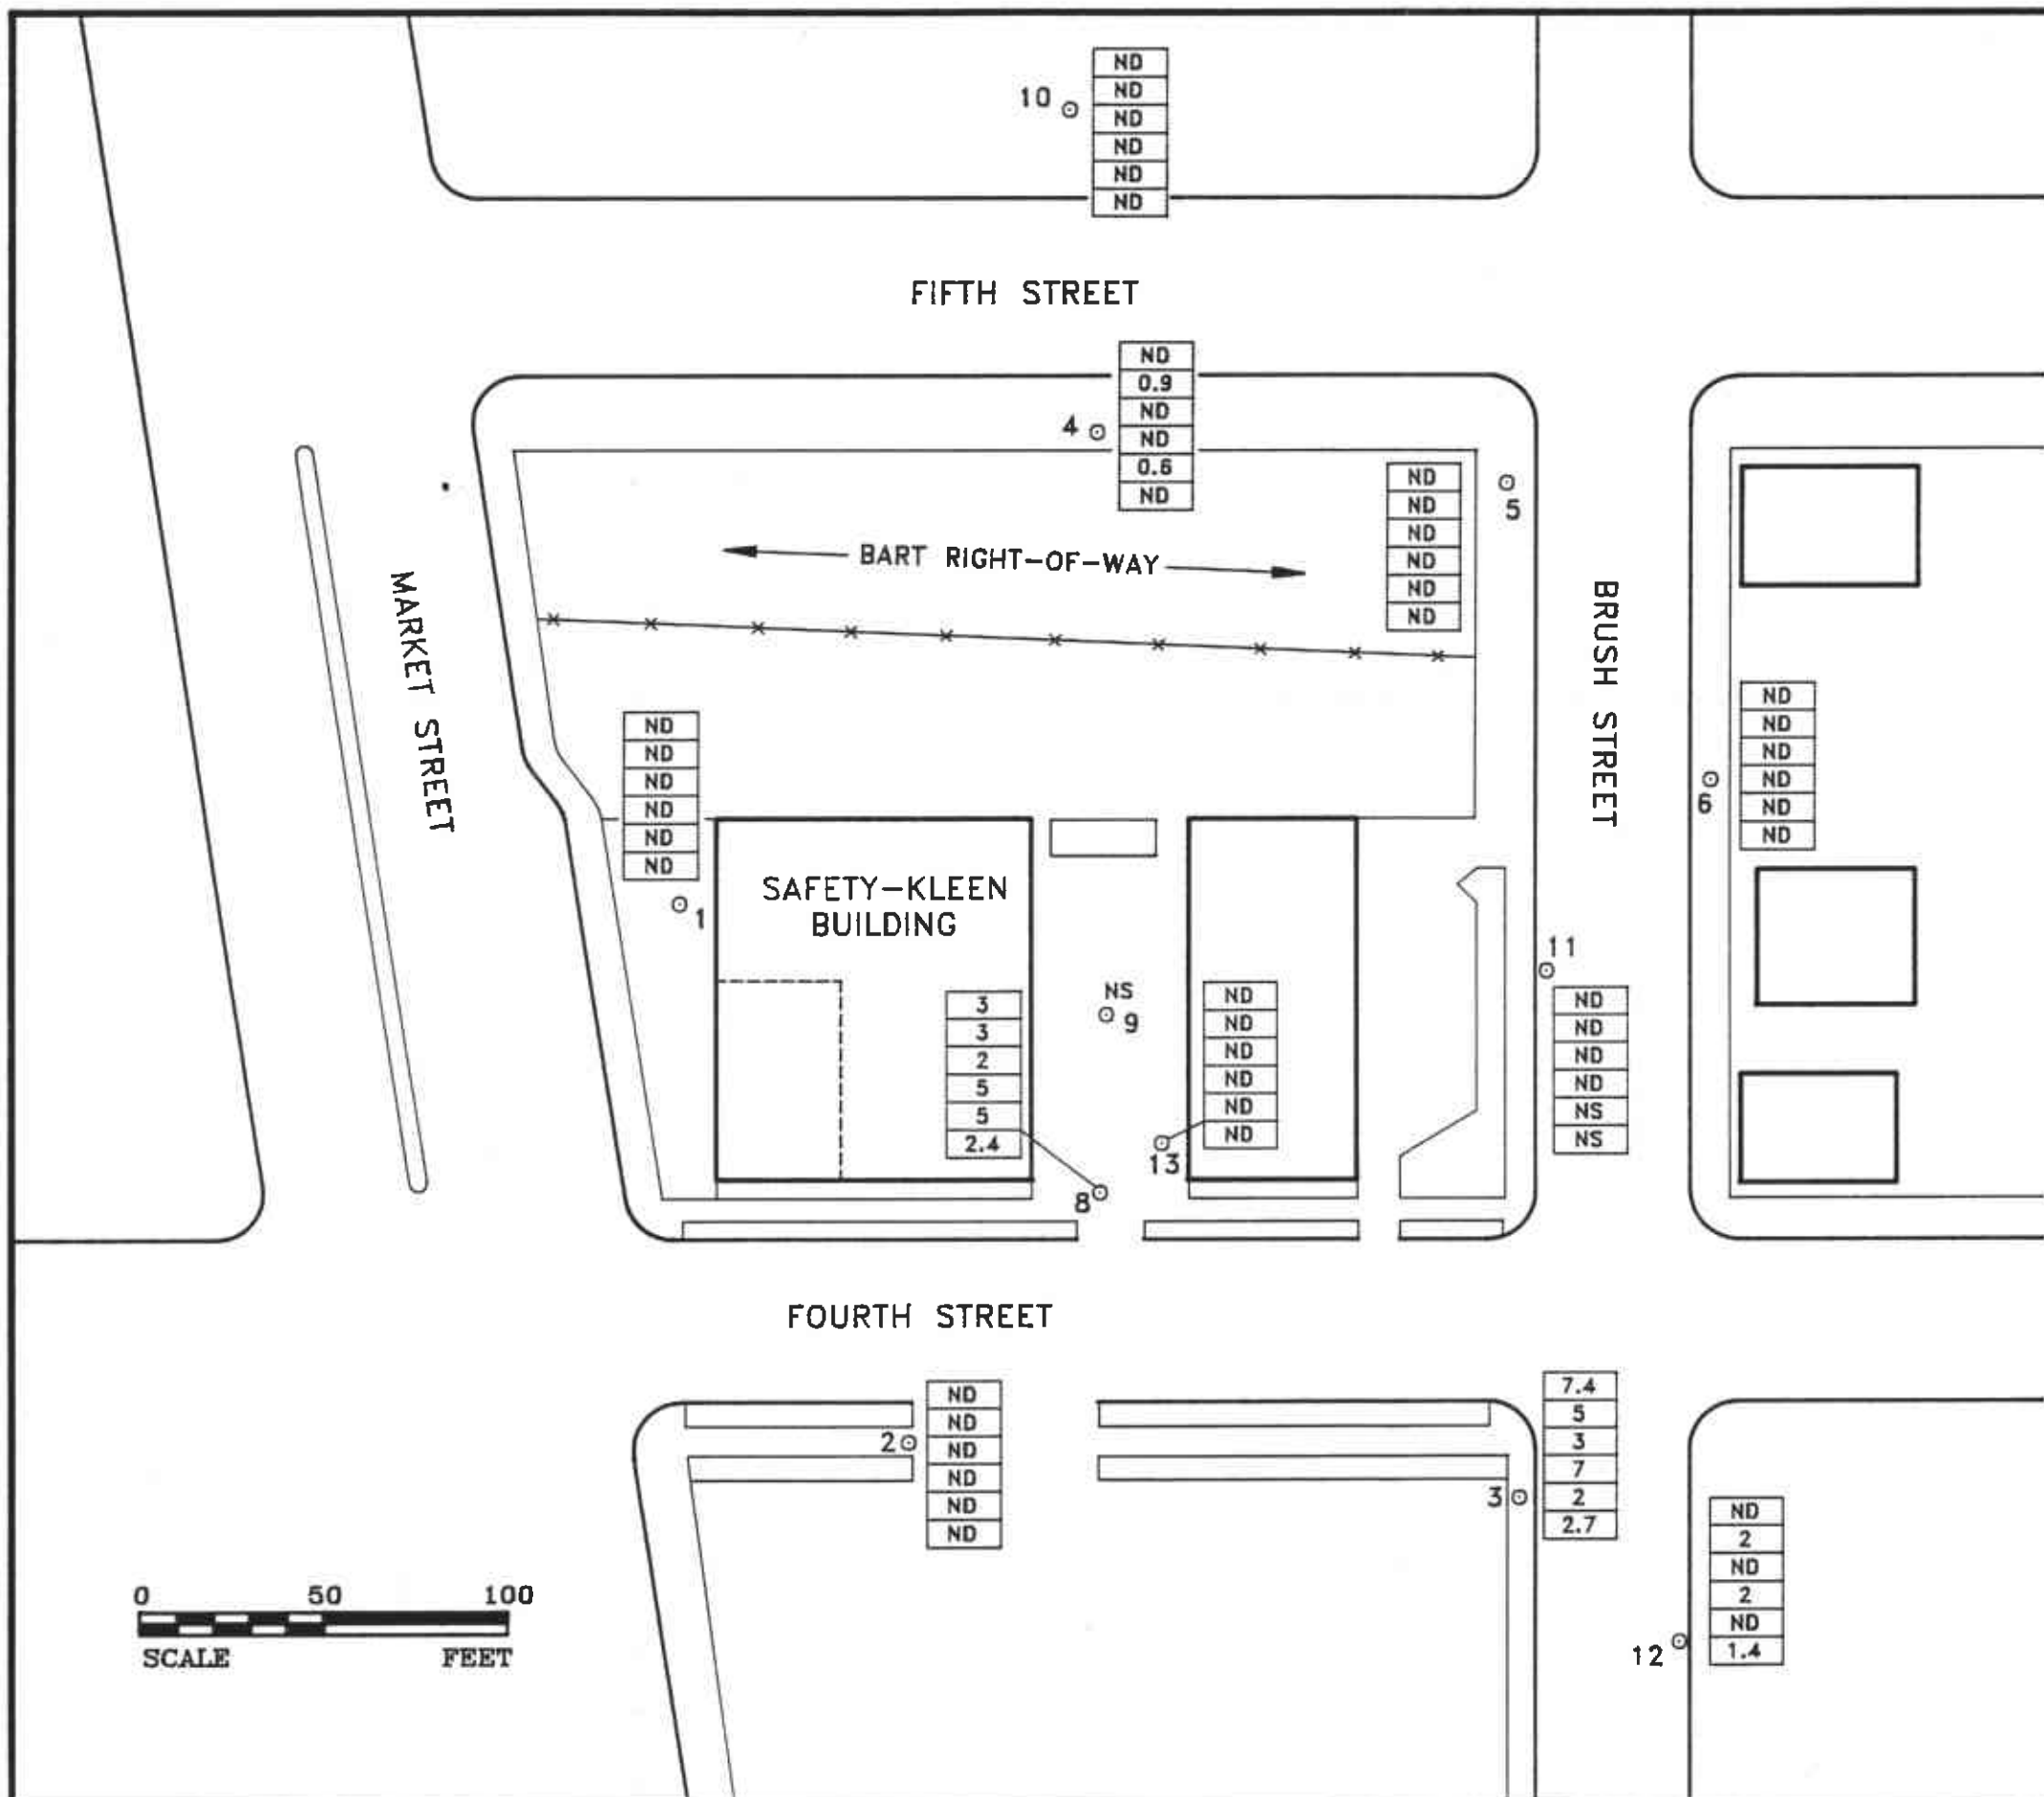 10
ND
ND
ND
ND
ND
ND
FIFTH STREET
4
ND
0.9
ND
ND
0.6
ND
5
ND
ND
ND
ND
ND
ND
BART RIGHT-OF-WAY
MARKET STREET
BRUSH STREET
6
ND
ND
ND
ND
ND
ND
ND
ND
ND
ND
ND
ND
1
SAFETY-KLEEN
BUILDING
3
3
2
5
5
2.4
8
NS
9
ND
ND
ND
ND
ND
ND
13
11
ND
ND
ND
ND
NS
NS
FOURTH STREET
2
ND
ND
ND
ND
ND
ND
3
7.4
5
3
7
2
2.7
12
ND
2
ND
2
ND
1.4
0 50 100
SCALE FEET